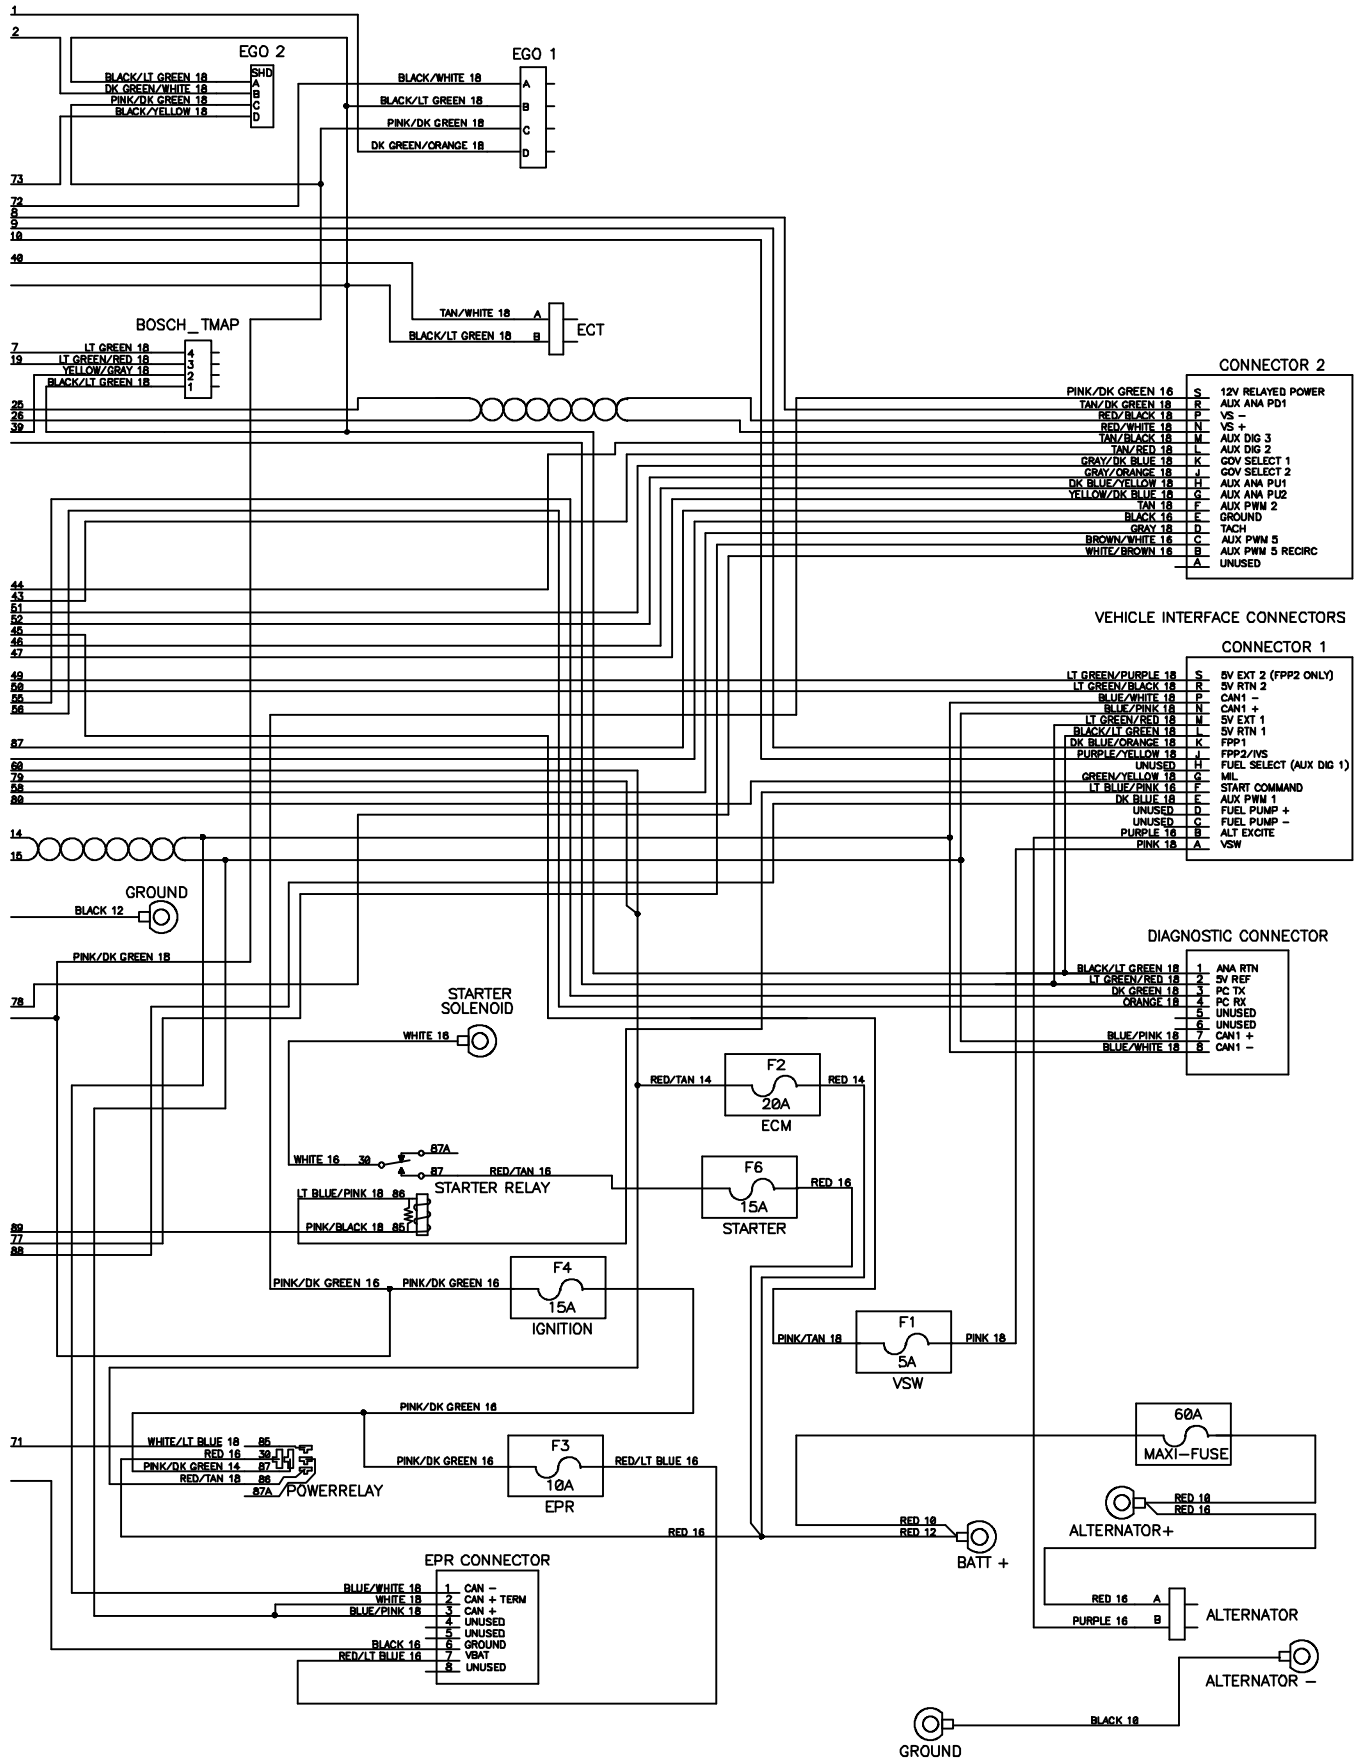 1
2
EGO 2
EGO 1
SHD
BLACK/LT GREEN 18 A
DK GREEN/WHITE 18 B
PINK/DK GREEN 18 C
BLACK/YELLOW 18 D
BLACK/WHITE 18 A
BLACK/LT GREEN 18 B
PINK/DK GREEN 18 C
DK GREEN/ORANGE 18 D
73
72
8
9
10
40
TAN/WHITE 18 A
BLACK/LT GREEN 18 B
ECT
BOSCH_TMAP
7 LT GREEN 18 4
19 LT GREEN/RED 18 3
YELLOW/GRAY 18 2
BLACK/LT GREEN 18 1
25
26
39
CONNECTOR 2
PINK/DK GREEN 16 S 12V RELAYED POWER
TAN/DK GREEN 18 R AUX ANA PD1
RED/BLACK 18 P VS -
RED/WHITE 18 N VS +
TAN/BLACK 18 M AUX DIG 3
TAN/RED 18 L AUX DIG 2
GRAY/DK BLUE 18 K GOV SELECT 1
GRAY/ORANGE 18 J GOV SELECT 2
DK BLUE/YELLOW 18 H AUX ANA PU1
YELLOW/DK BLUE 18 G AUX ANA PU2
TAN 18 F AUX PWM 2
BLACK 16 E GROUND
GRAY 18 D TACH
BROWN/WHITE 16 C AUX PWM 5
WHITE/BROWN 16 B AUX PWM 5 RECIRC
A UNUSED
44
43
51
52
45
46
47
VEHICLE INTERFACE CONNECTORS
CONNECTOR 1
49
50
55
56
LT GREEN/PURPLE 18 S 5V EXT 2 (FPP2 ONLY)
LT GREEN/BLACK 18 R 5V RTN 2
BLUE/WHITE 18 P CAN1 -
BLUE/PINK 18 N CAN1 +
LT GREEN/RED 18 M 5V EXT 1
BLACK/LT GREEN 18 L 5V RTN 1
DK BLUE/ORANGE 18 K FPP1
PURPLE/YELLOW 18 J FPP2/IVS
UNUSED H FUEL SELECT (AUX DIG 1)
GREEN/YELLOW 18 G MIL
LT BLUE/PINK 16 F START COMMAND
DK BLUE 18 E AUX PWM 1
UNUSED D FUEL PUMP +
UNUSED C FUEL PUMP -
PURPLE 16 B ALT EXCITE
PINK 18 A VSW
87
60
79
58
80
14
15
GROUND
BLACK 12
PINK/DK GREEN 18
78
DIAGNOSTIC CONNECTOR
BLACK/LT GREEN 18 1 ANA RTN
LT GREEN/RED 18 2 5V REF
DK GREEN 18 3 PC TX
ORANGE 18 4 PC RX
5 UNUSED
6 UNUSED
BLUE/PINK 18 7 CAN1 +
BLUE/WHITE 18 8 CAN1 -
STARTER
SOLENOID
WHITE 16
RED/TAN 14
F2
20A
RED 14
ECM
WHITE 16 30
87A
87 RED/TAN 16
STARTER RELAY
LT BLUE/PINK 18 86
PINK/BLACK 18 85
F6
15A
RED 16
STARTER
89
77
88
PINK/DK GREEN 16
PINK/DK GREEN 16
F4
15A
IGNITION
PINK/TAN 18
F1
5A
PINK 18
VSW
PINK/DK GREEN 16
71
WHITE/LT BLUE 18 85
RED 16 30
PINK/DK GREEN 14 87
RED/TAN 18 86
87A
POWERRELAY
PINK/DK GREEN 16
F3
10A
RED/LT BLUE 16
EPR
60A
MAXI-FUSE
RED 10
RED 16
ALTERNATOR+
RED 16
RED 10
RED 12
BATT +
EPR CONNECTOR
BLUE/WHITE 18 1 CAN -
WHITE 18 2 CAN + TERM
BLUE/PINK 18 3 CAN +
4 UNUSED
5 UNUSED
BLACK 16 6 GROUND
RED/LT BLUE 16 7 VBAT
8 UNUSED
RED 16 A
PURPLE 16 B
ALTERNATOR
ALTERNATOR -
BLACK 10
GROUND